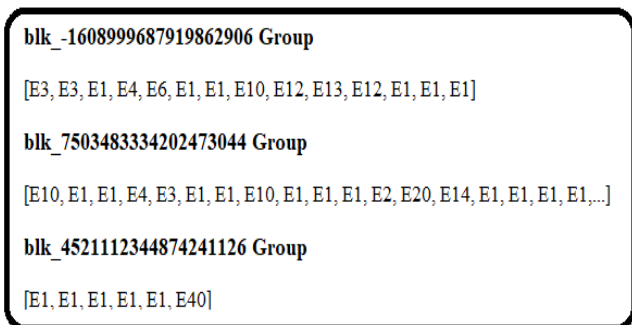 blk_-1608999687919862906 Group
[E3, E3, E1, E4, E6, E1, E1, E10, E12, E13, E12, E1, E1, E1]
blk_7503483334202473044 Group
[E10, E1, E1, E4, E3, E1, E1, E10, E1, E1, E1, E2, E20, E14, E1, E1, E1, E1,...]
blk_4521112344874241126 Group
[E1, E1, E1, E1, E1, E40]